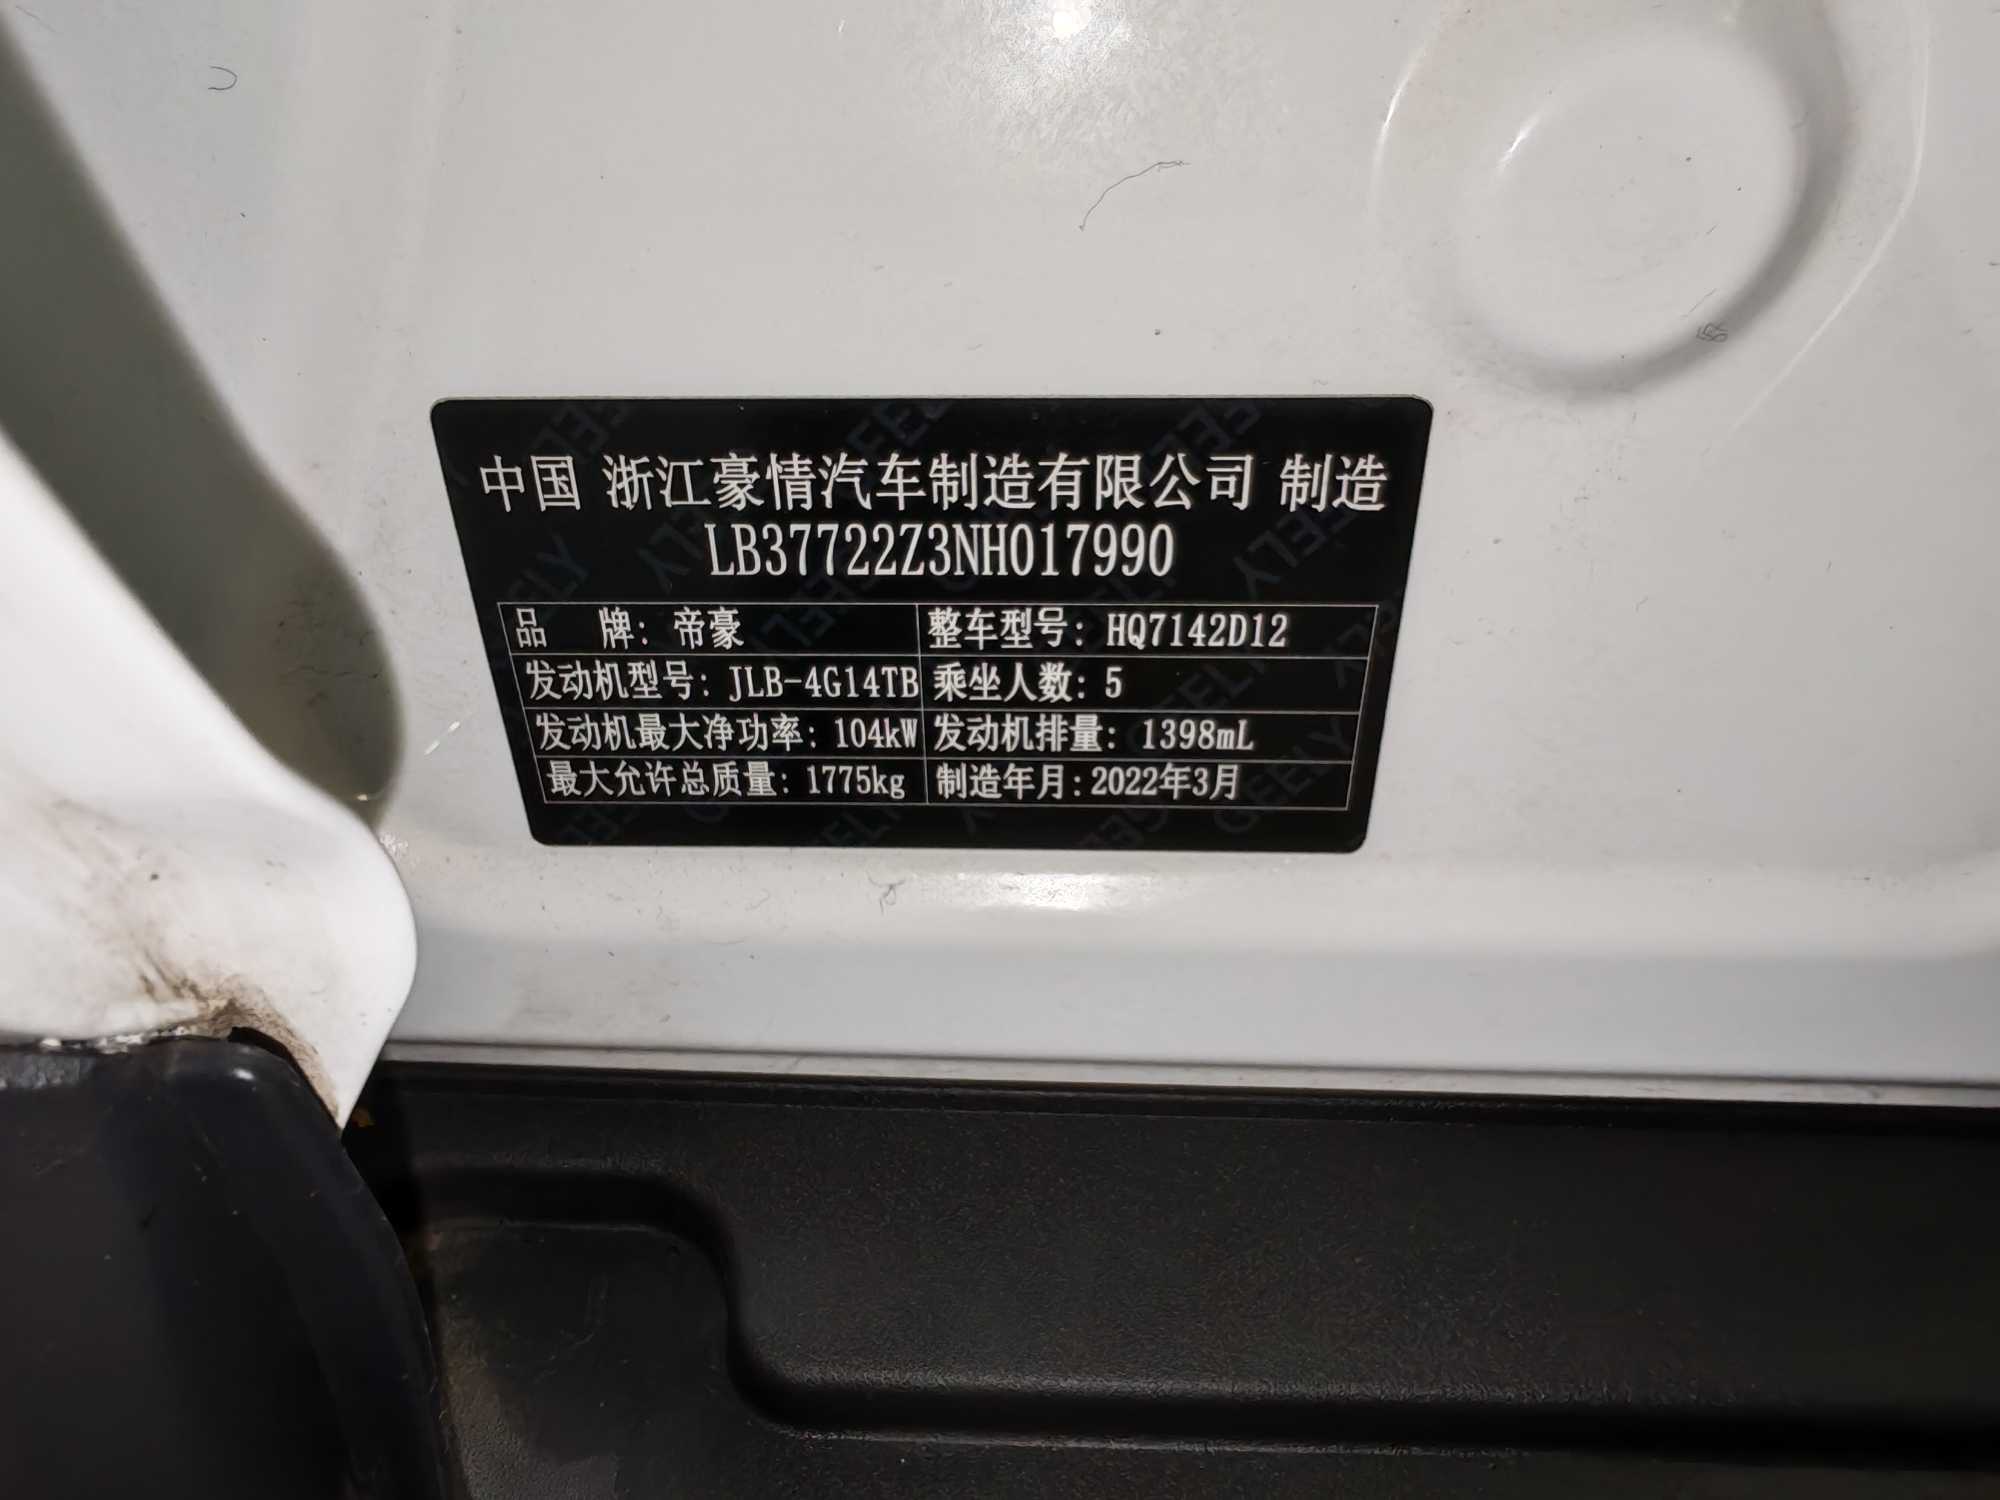 中国 浙江豪情汽车制造有限公司 制造
LB37722Z3NH017990
品 牌: 帝豪 整车型号: HQ7142D12
发动机型号: JLB-4G14TB 乘坐人数: 5
发动机最大净功率: 104kW 发动机排量: 1398mL
最大允许总质量: 1775kg 制造年月: 2022年3月